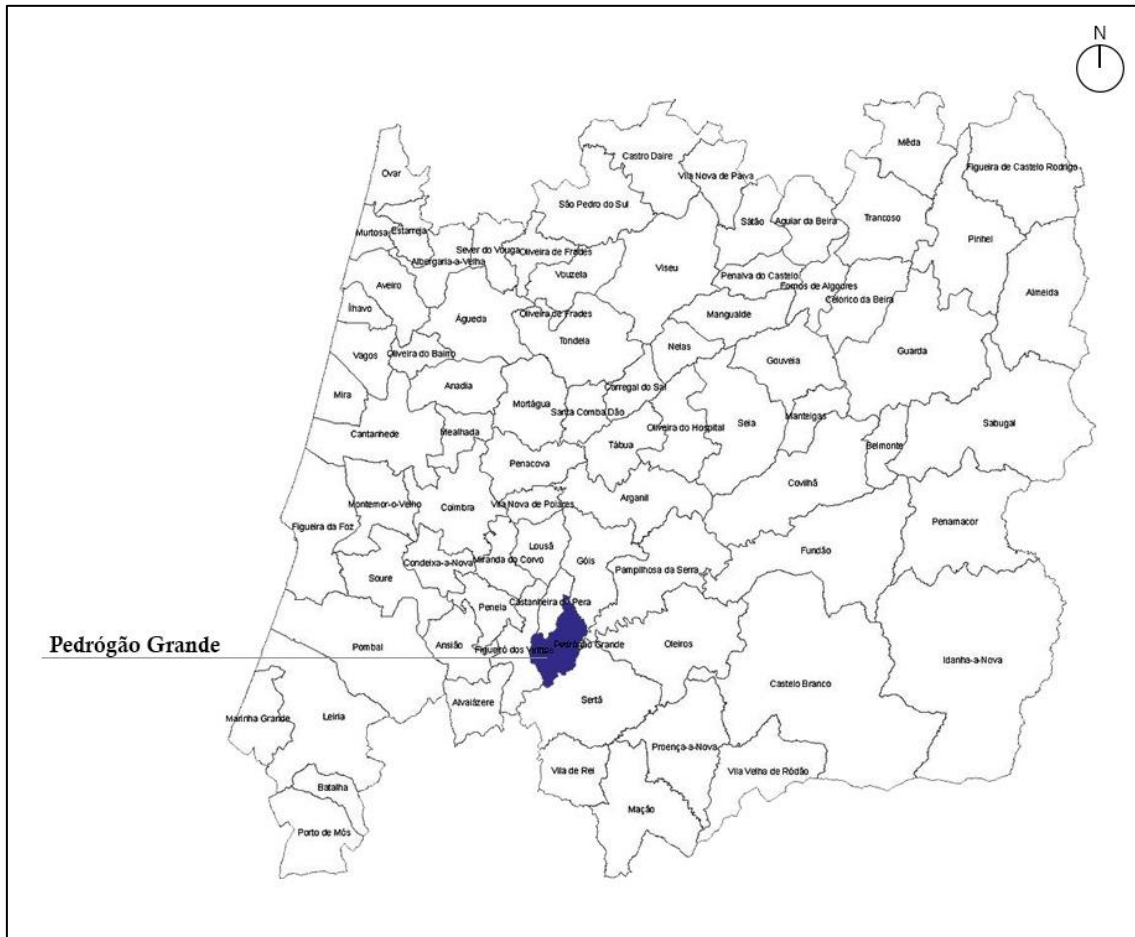 N
Mêda
Castro Daire
Figueira de Castelo Rodrigo
Ovar
Vila Nova de Paiva
São Pedro do Sul
Sátão
Aguiar da Beira
Trancoso
Murtosa
Estarreja
Pinhel
Sever do Vouga
Oliveira de Frades
Albergaria-a-Velha
Viseu
Vouzela
Penalva do Castelo
Aveiro
Fornos de Algodres
Almeida
Celorico da Beira
Ílhavo
Águeda
Oliveira de Frades
Mangualde
Tondela
Nelas
Guarda
Vagos
Oliveira do Bairro
Gouveia
Anadia
Carregal do Sal
Mira
Mortágua
Santa Comba Dão
Manteigas
Seia
Sabugal
Oliveira do Hospital
Cantanhede
Mealhada
Tábua
Belmonte
Penacova
Covilhã
Arganil
Montemor-o-Velho
Coimbra
Vila Nova de Poiares
Penamacor
Figueira da Foz
Lousã
Fundão
Condeixa-a-Nova
Miranda do Corvo
Góis
Pampilhosa da Serra
Soure
Castanheira de Pera
Penela
Pedrógão Grande
Pombal
Ansião
Figueiró dos Vinhos
Pedrógão Grande
Oleiros
Idanha-a-Nova
Castelo Branco
Alvaiázere
Sertã
Marinha Grande
Leiria
Proença-a-Nova
Vila de Rei
Vila Velha de Ródão
Batalha
Mação
Porto de Mós